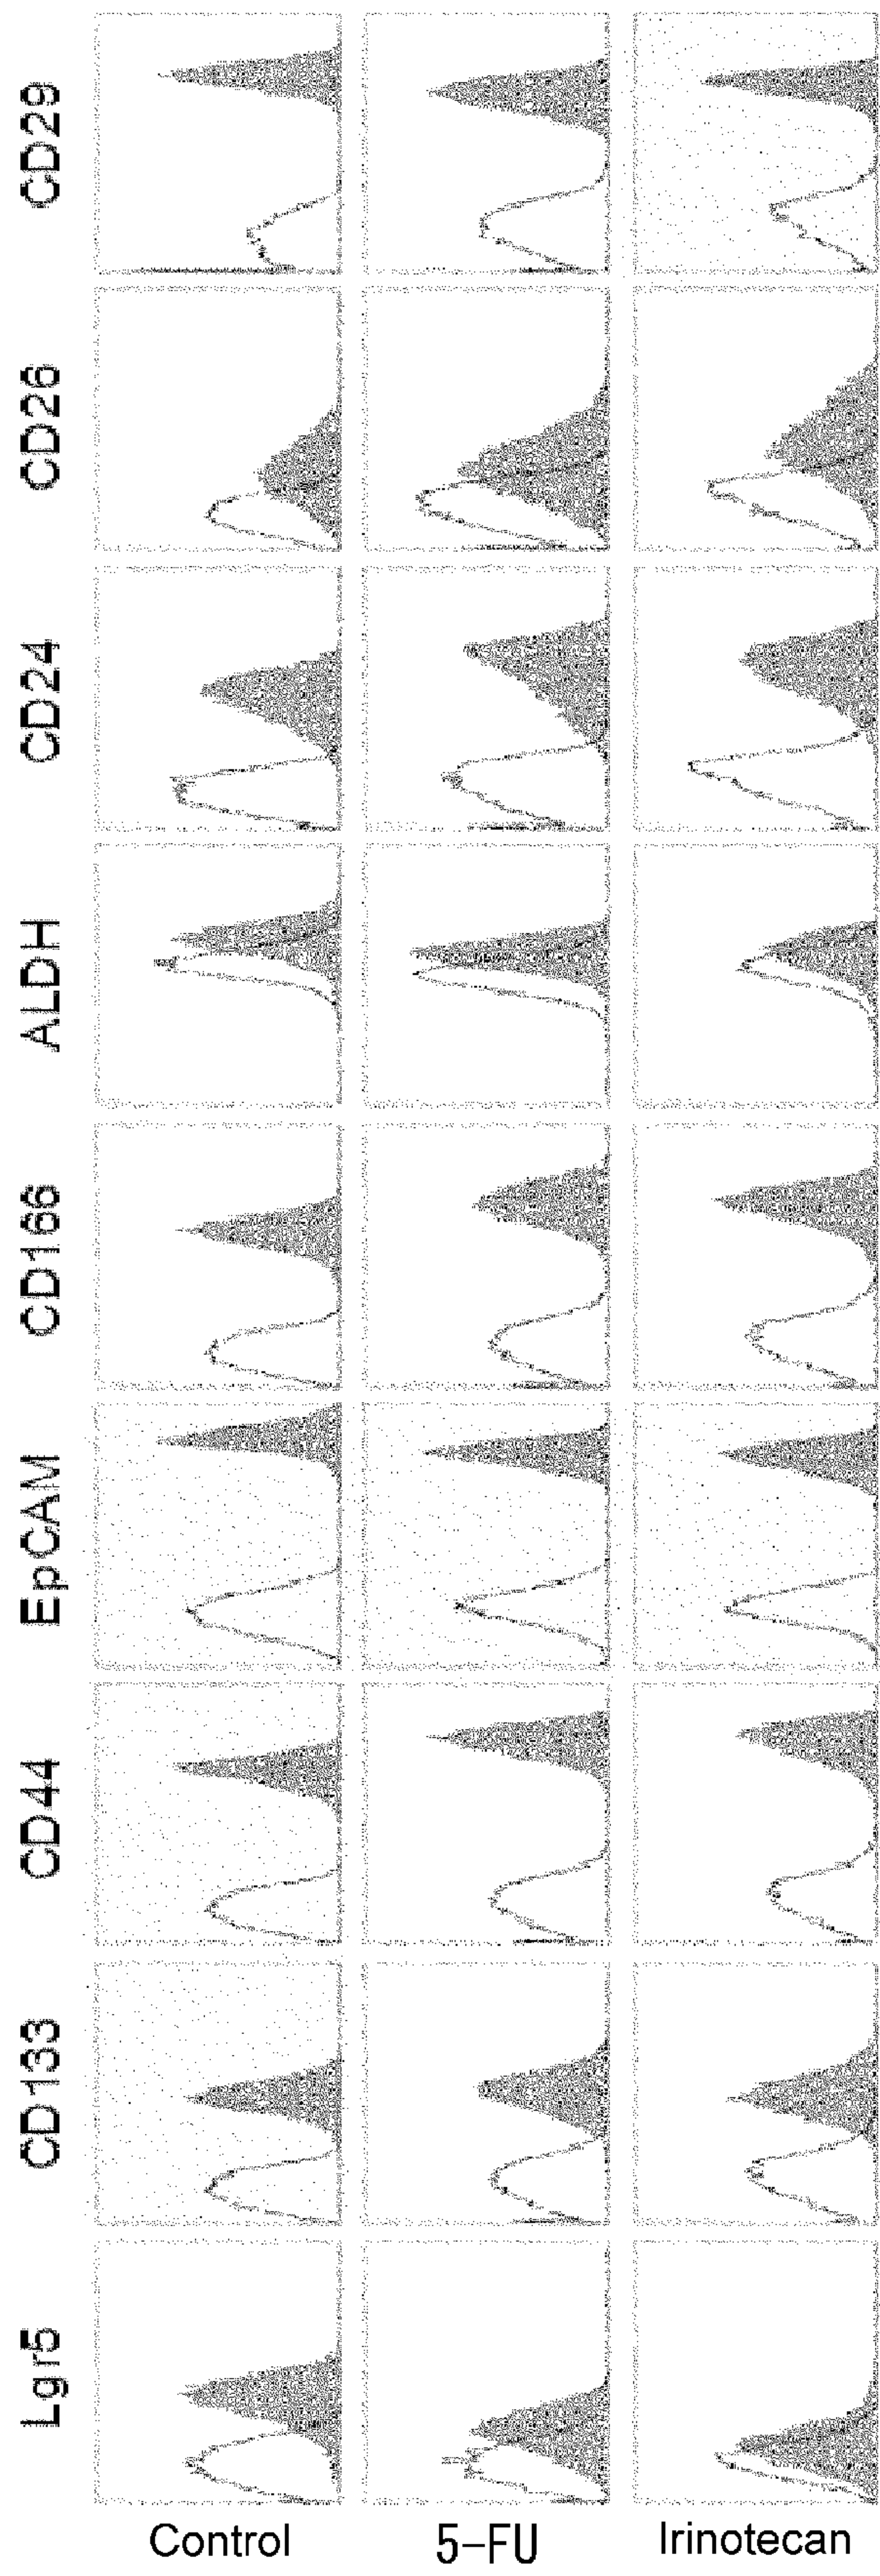 CD29
CD26
CD24
ALDH
CD166
EpCAM
CD44
CD133
Lgr5
Control
5-FU
Irinotecan